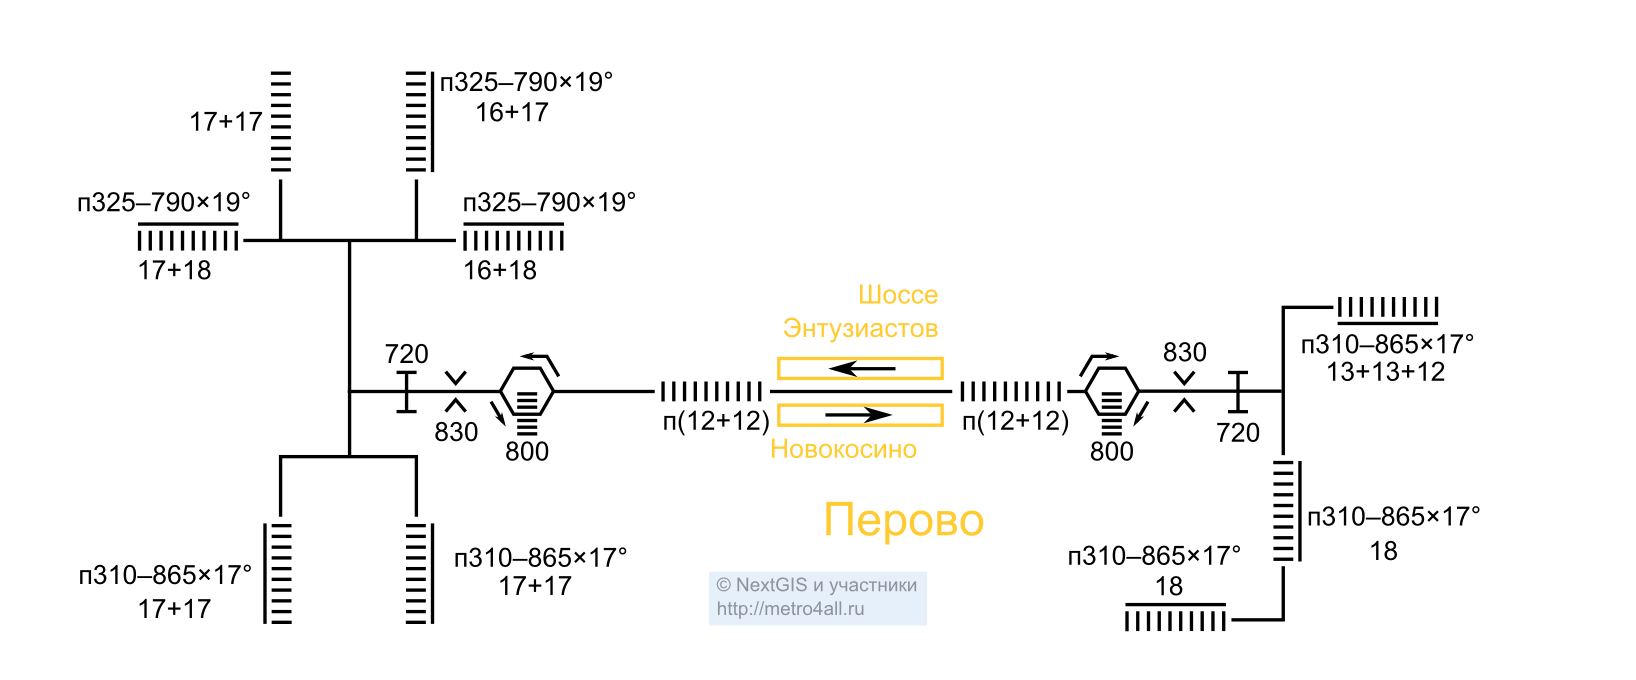 п325–790×19°
16+17
17+17
п325–790×19°
17+18
п325–790×19°
16+18
Шоссе
Энтузиастов
720
830
800
п(12+12)
п(12+12)
Новокосино
Перово
830
720
800
п310–865×17°
13+13+12
п310–865×17°
18
п310–865×17°
18
п310–865×17°
17+17
п310–865×17°
17+17
© NextGIS и участники
http://metro4all.ru